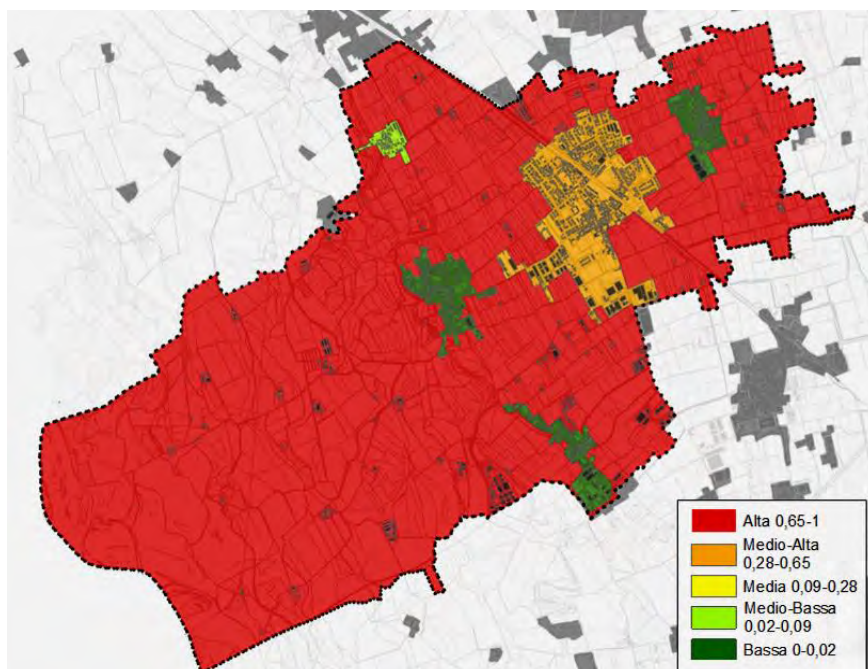 Alta 0,65-1
Medio-Alta
0,28-0,65
Media 0,09-0,28
Medio-Bassa
0,02-0,09
Bassa 0-0,02